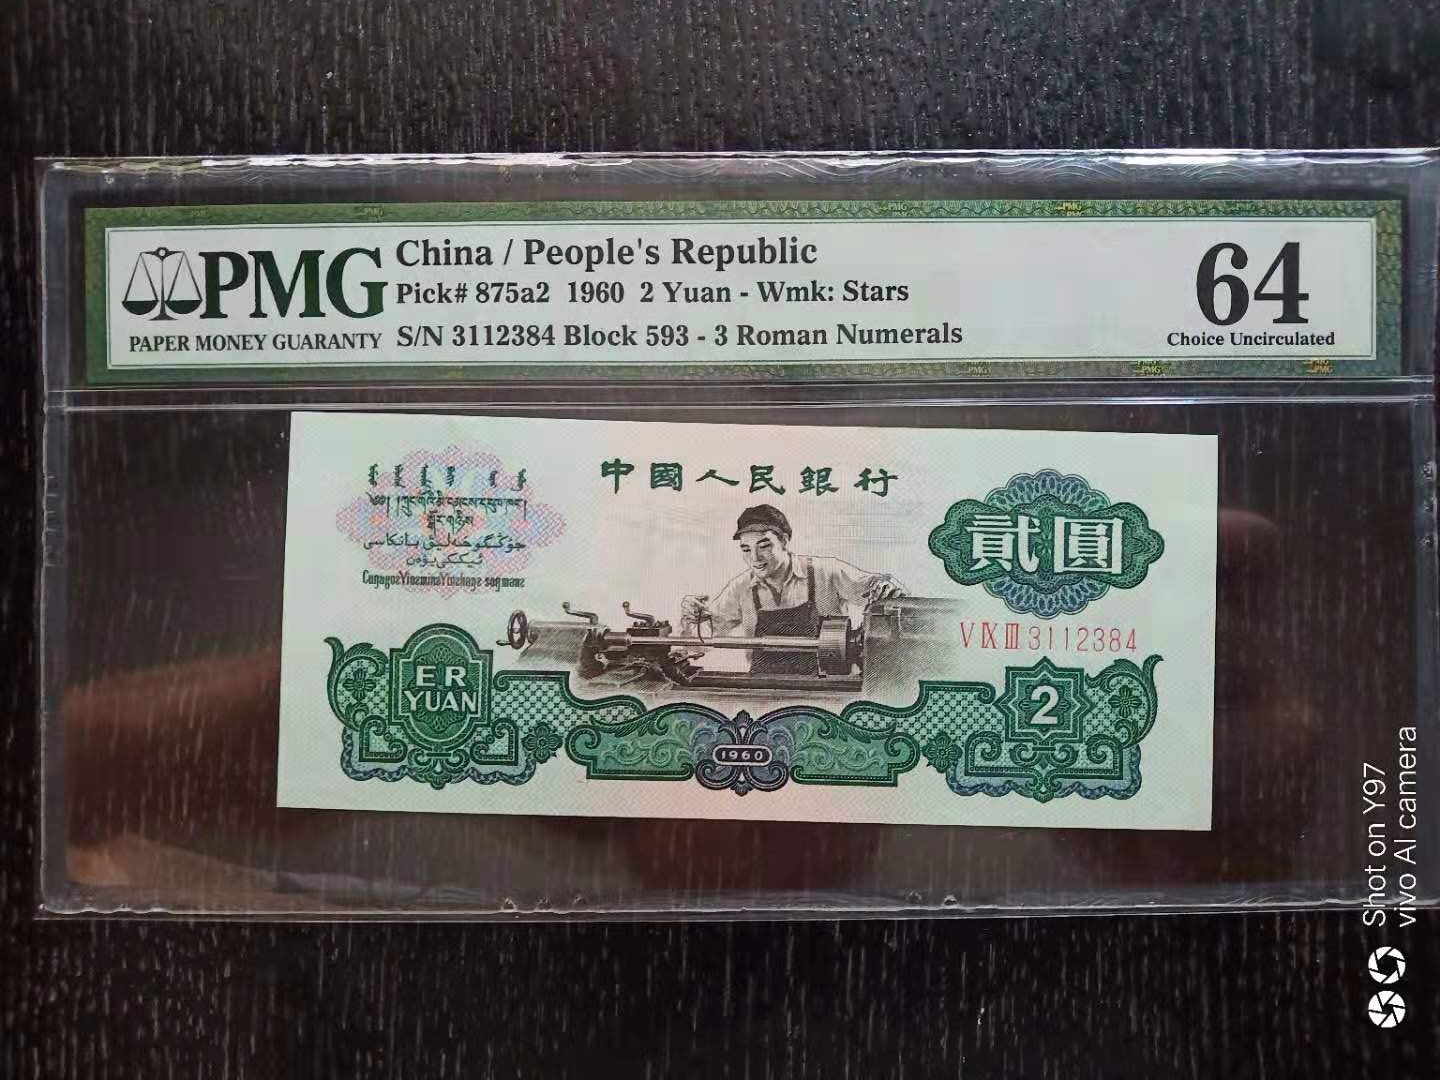 PMG
PAPER MONEY GUARANTY
China / People's Republic
Pick# 875a2 1960 2 Yuan - Wmk: Stars
S/N 3112384 Block 593 - 3 Roman Numerals
64
Choice Uncirculated
中國人民銀行
貳圓
VⅨⅢ3112384
ER
YUAN
2
1960
Shot on Y97
vivo AI camera